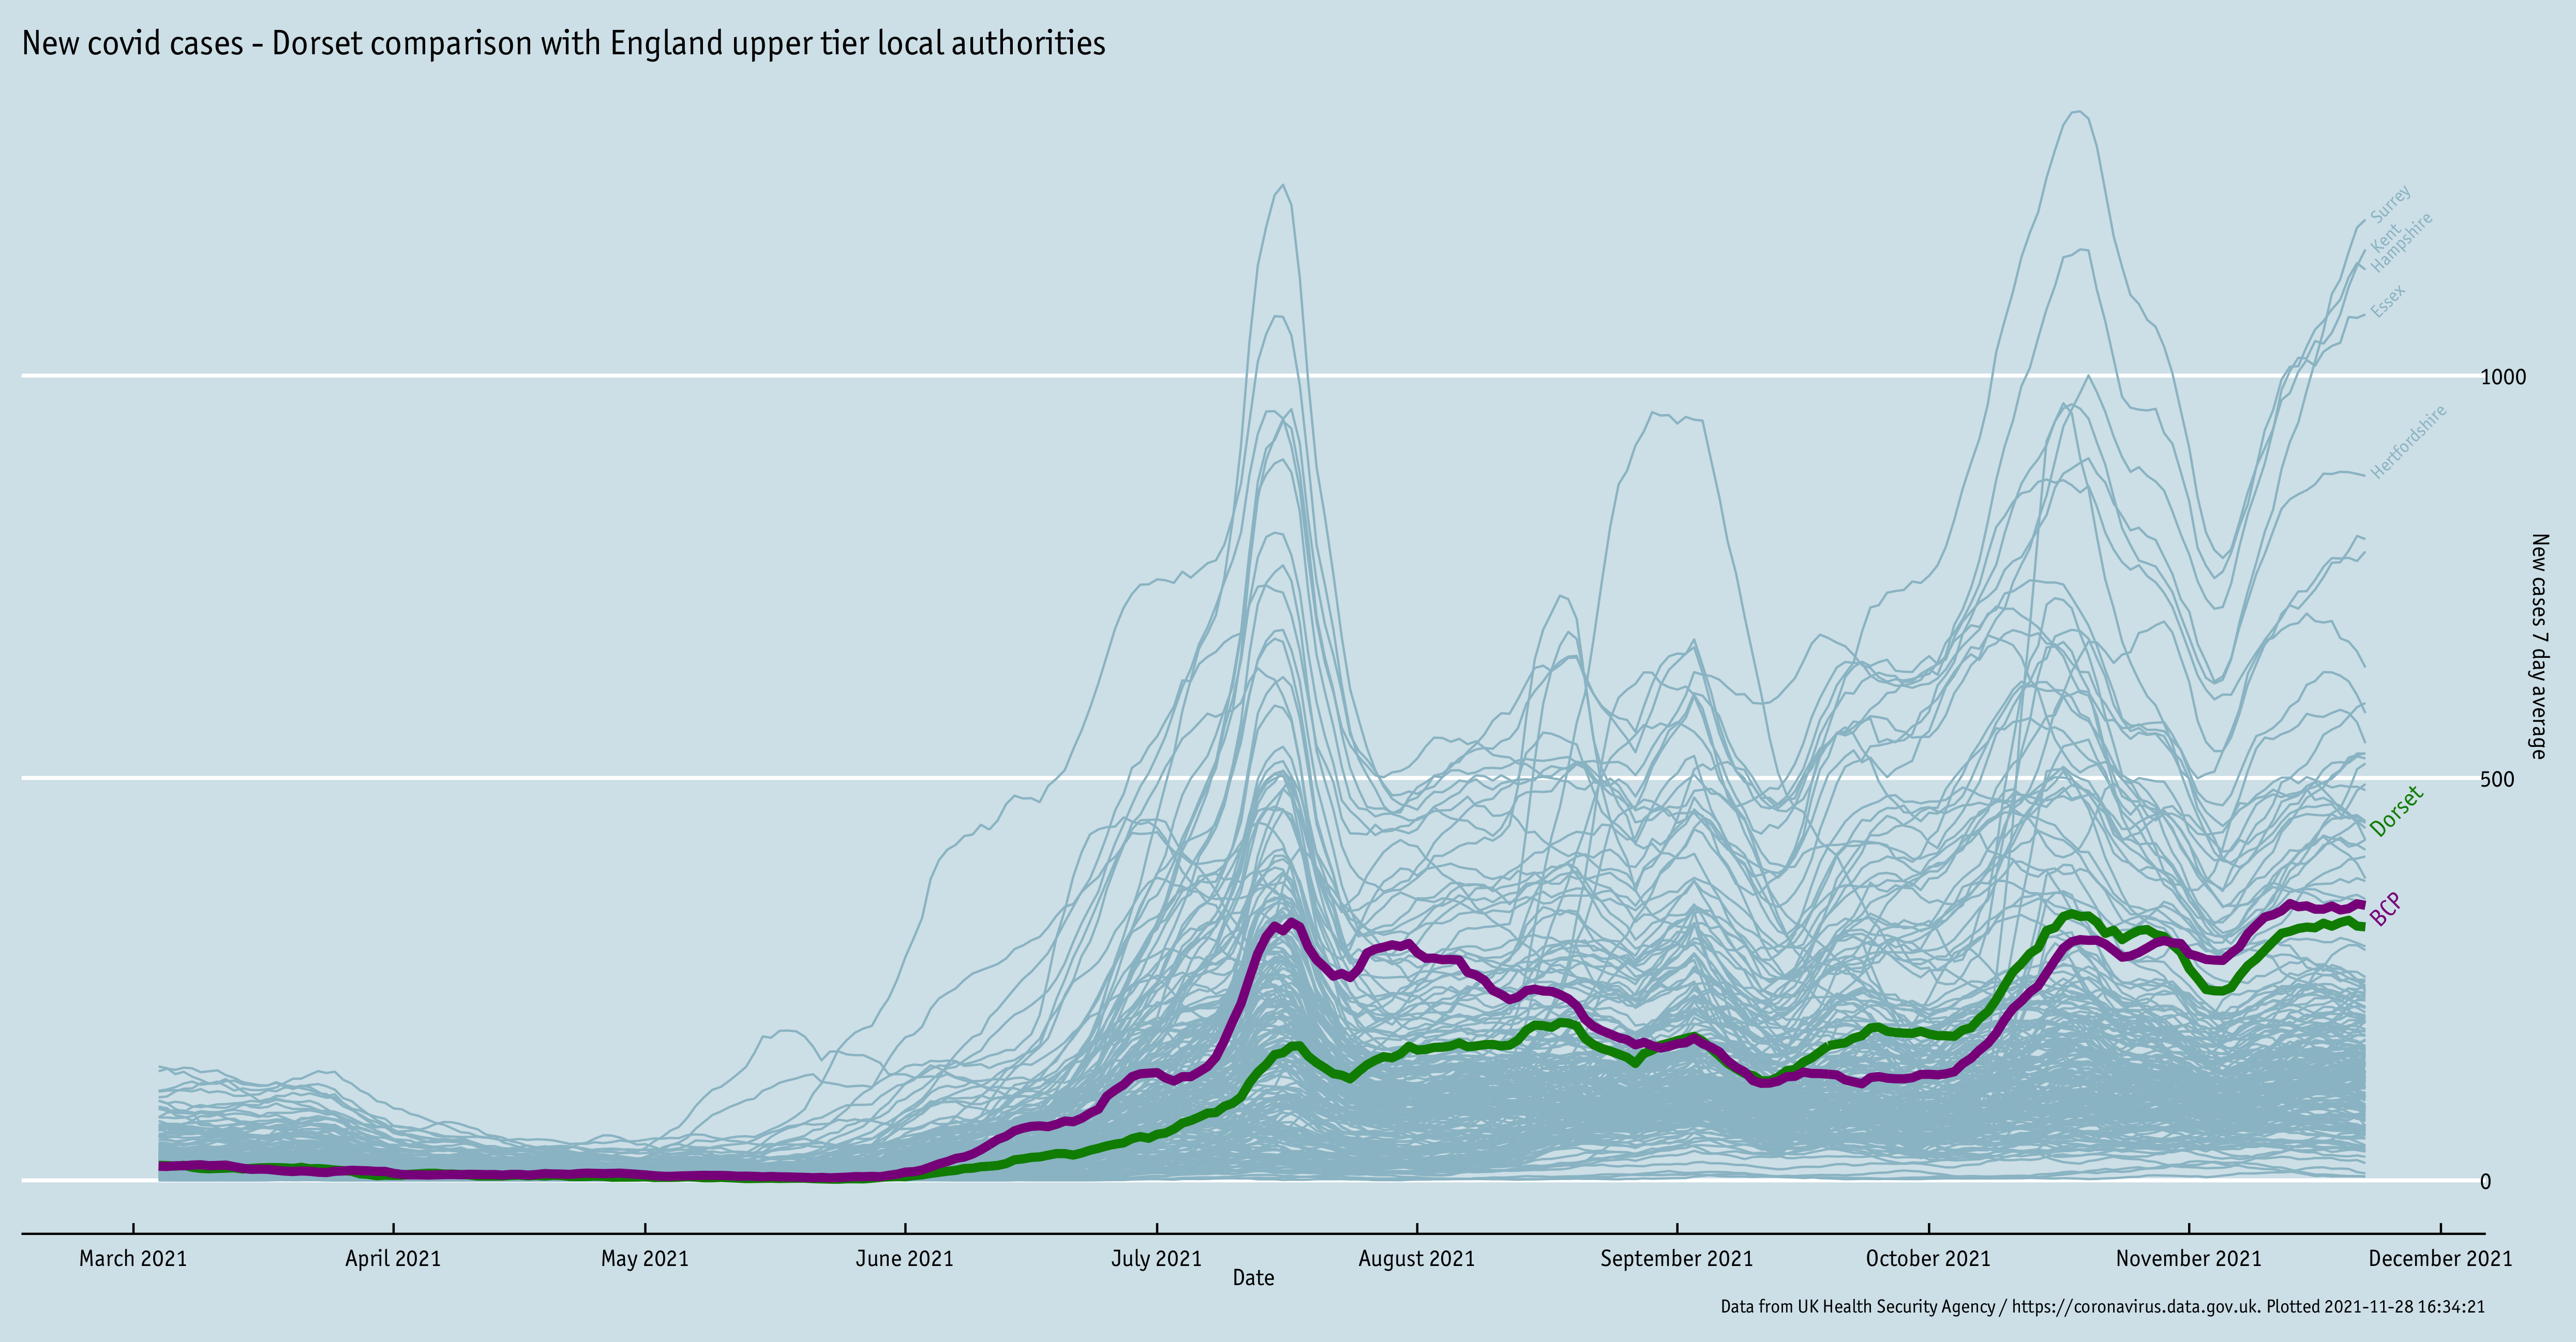 New covid cases - Dorset comparison with England upper tier local authorities
Surrey
Kent
Hampshire
Essex
1000
Hertfordshire
New cases 7 day average
500
Dorset
BCP
0
March 2021 April 2021 May 2021 June 2021 July 2021 August 2021 September 2021 October 2021 November 2021 December 2021
Date
Data from UK Health Security Agency / https://coronavirus.data.gov.uk. Plotted 2021-11-28 16:34:21